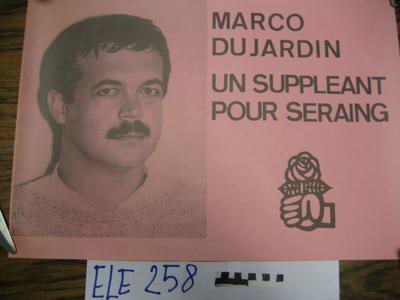 MARCO
DUJARDIN
UN SUPPLEANT
POUR SERAING
ELE 258